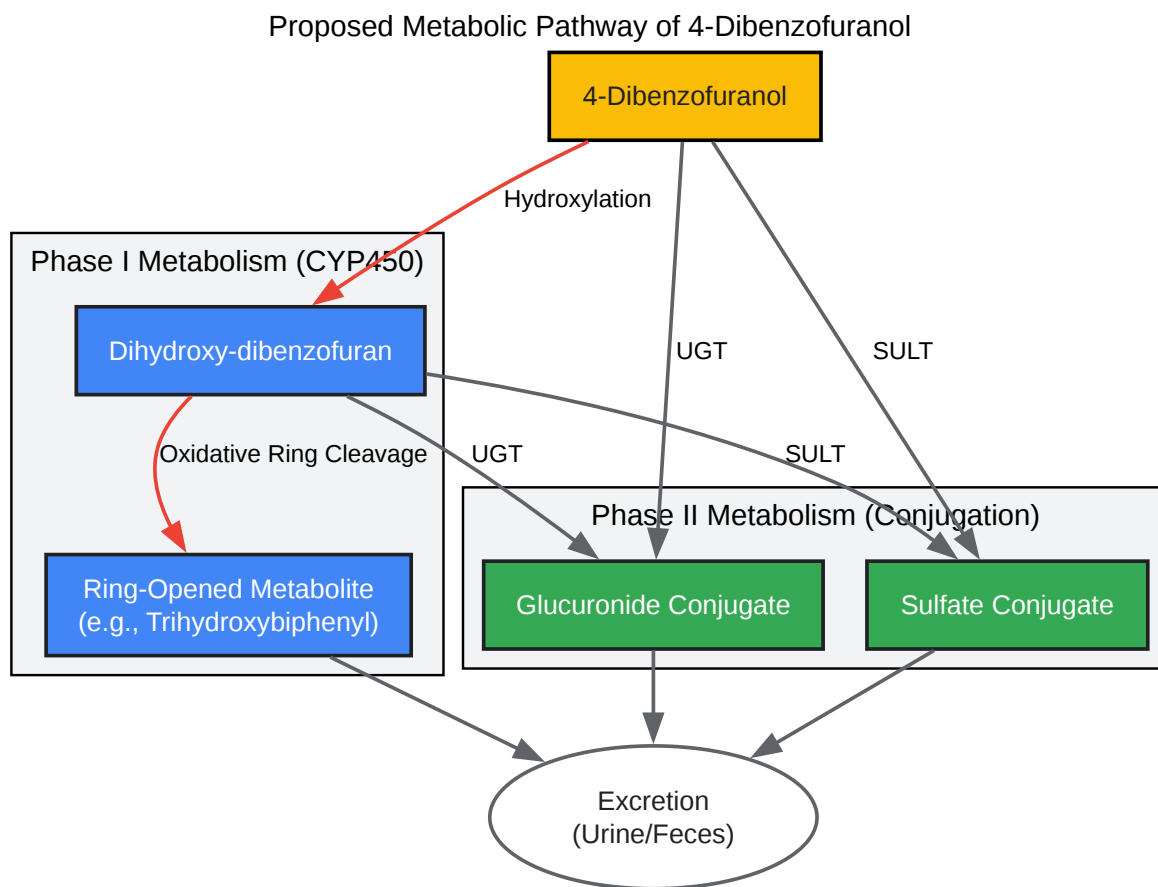 Proposed Metabolic Pathway of 4-Dibenzofuranol
4-Dibenzofuranol
Hydroxylation
Phase I Metabolism (CYP450)
Dihydroxy-dibenzofuran
UGT
SULT
Oxidative Ring Cleavage
UGT
SULT
Phase II Metabolism (Conjugation)
Ring-Opened Metabolite
(e.g., Trihydroxybiphenyl)
Glucuronide Conjugate
Sulfate Conjugate
Excretion
(Urine/Feces)